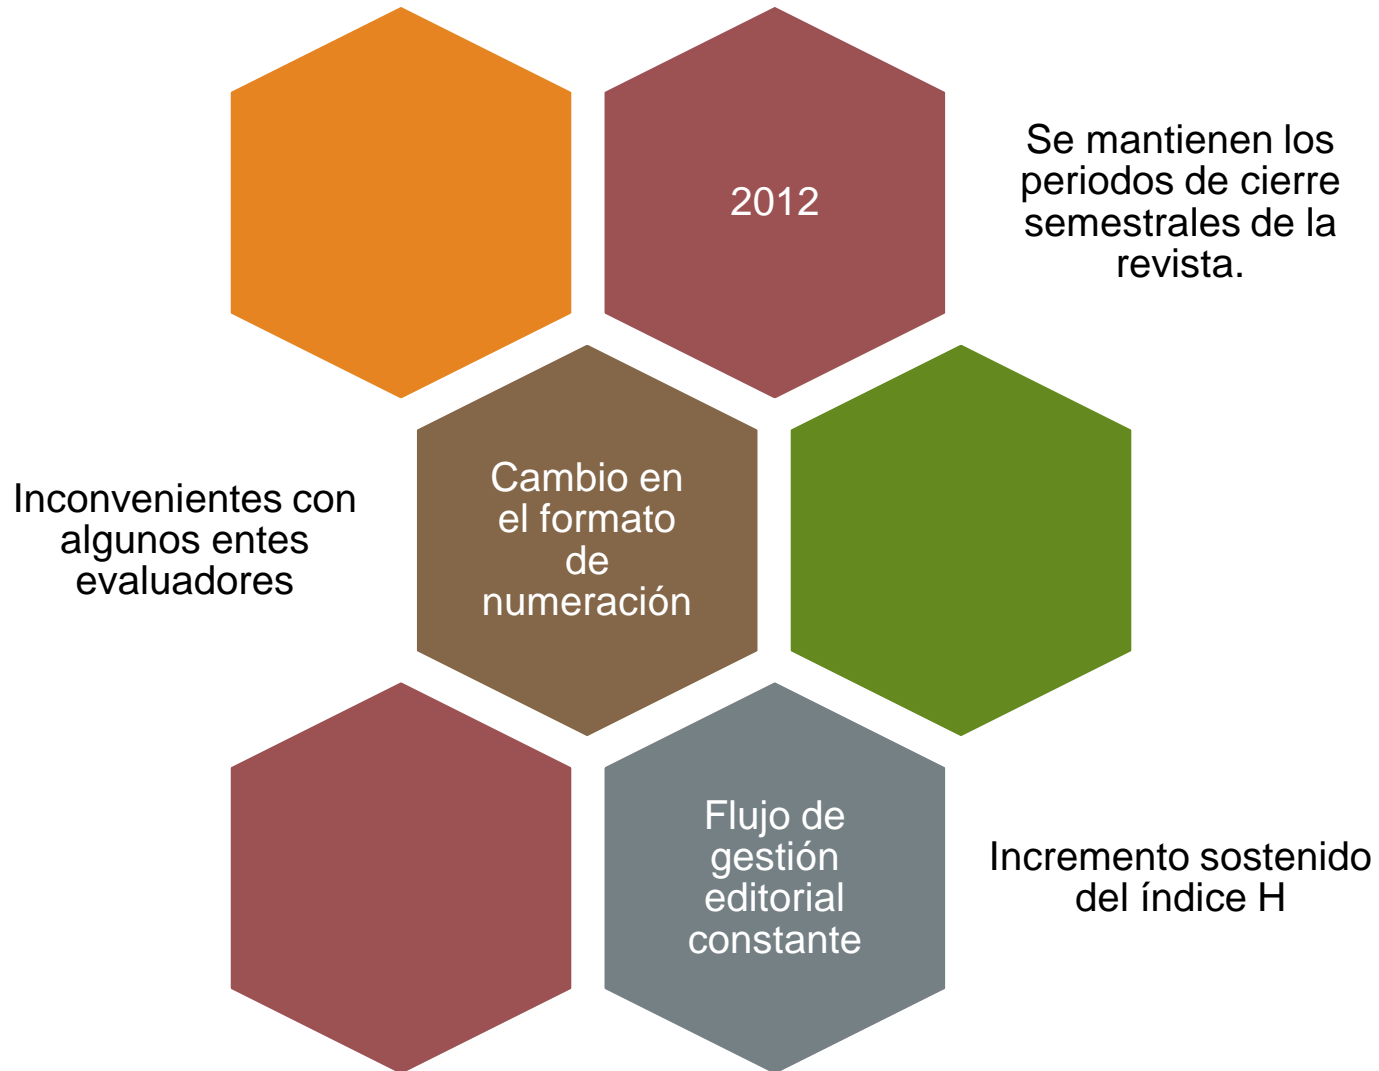 2012
Se mantienen los
periodos de cierre
semestrales de la
revista.
Inconvenientes con
algunos entes
evaluadores
Cambio en
el formato
de
numeración
Flujo de
gestión
editorial
constante
Incremento sostenido
del índice H